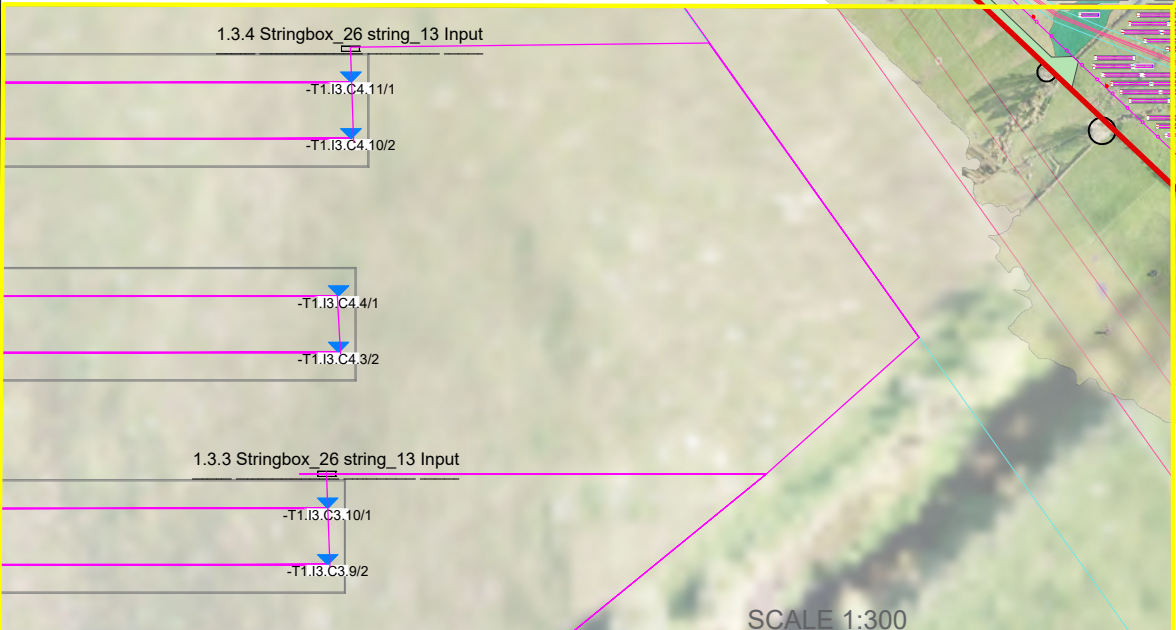 1.3.4 Stringbox_26 string_13 Input
-T1.I3.C4.11/1
-T1.I3.C4.10/2
-T1.I3.C4.4/1
-T1.I3.C4.3/2
1.3.3 Stringbox_26 string_13 Input
-T1.I3.C3.10/1
-T1.I3.C3.9/2
SCALE 1:300